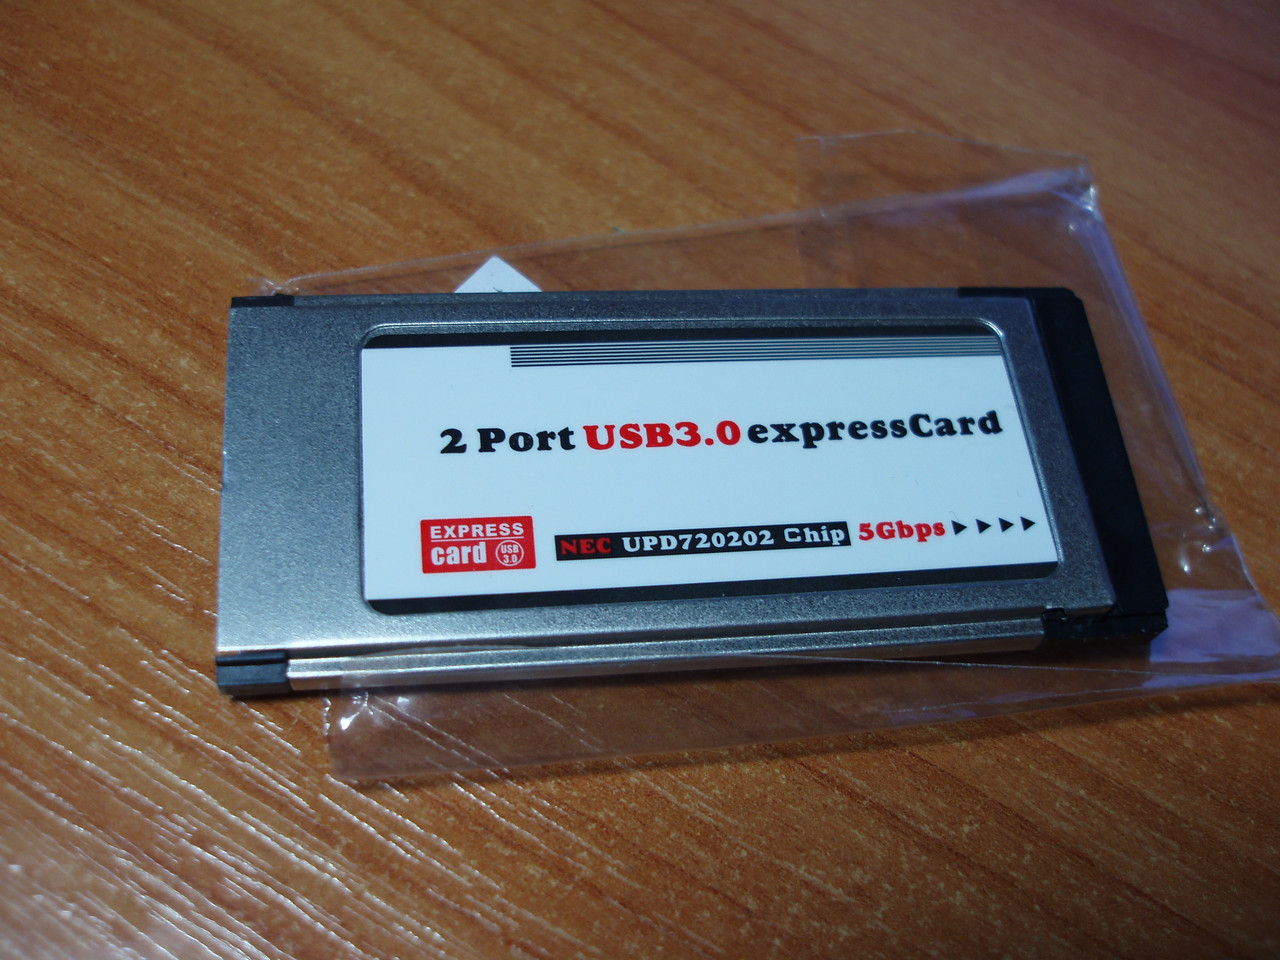 2 Port USB3.0 expressCard
EXPRESS
card USB 3.0
NEC UPD720202 Chip 5Gbps